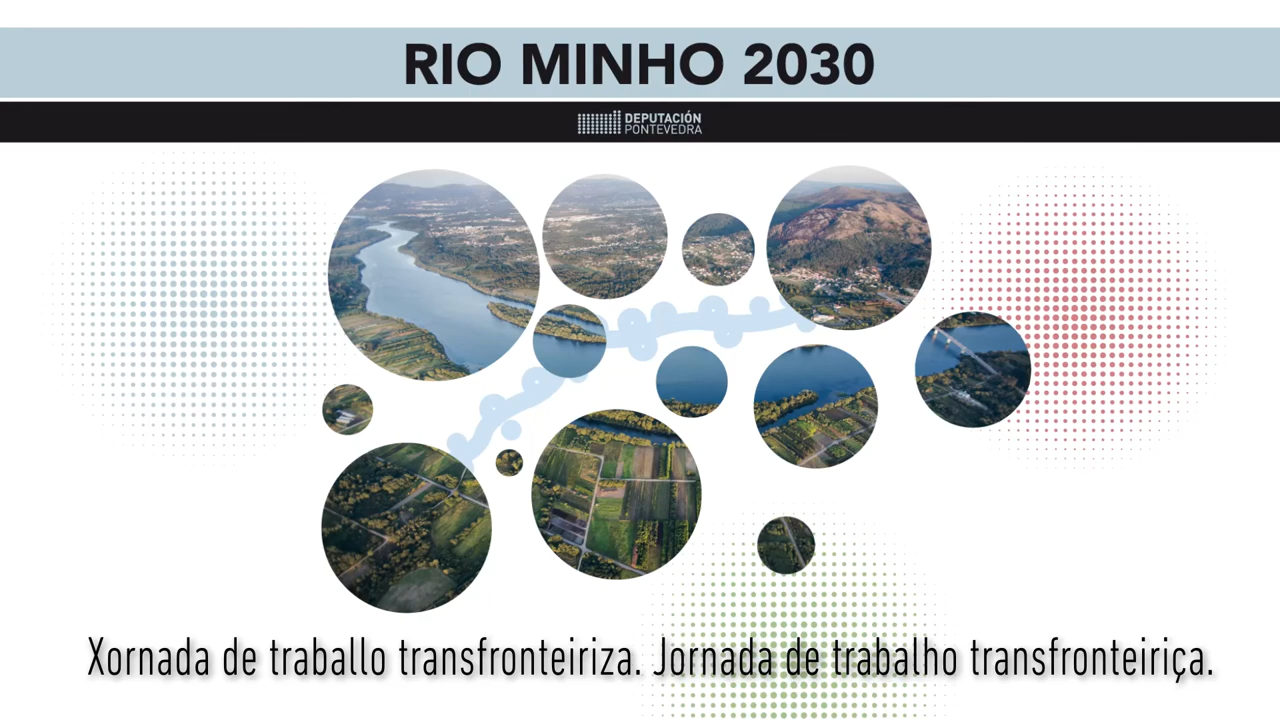 RIO MINHO 2030
DEPUTACIÓN
PONTEVEDRA
Xornada de traballo transfronteiriza. Jornada de trabalho transfronteiriça.